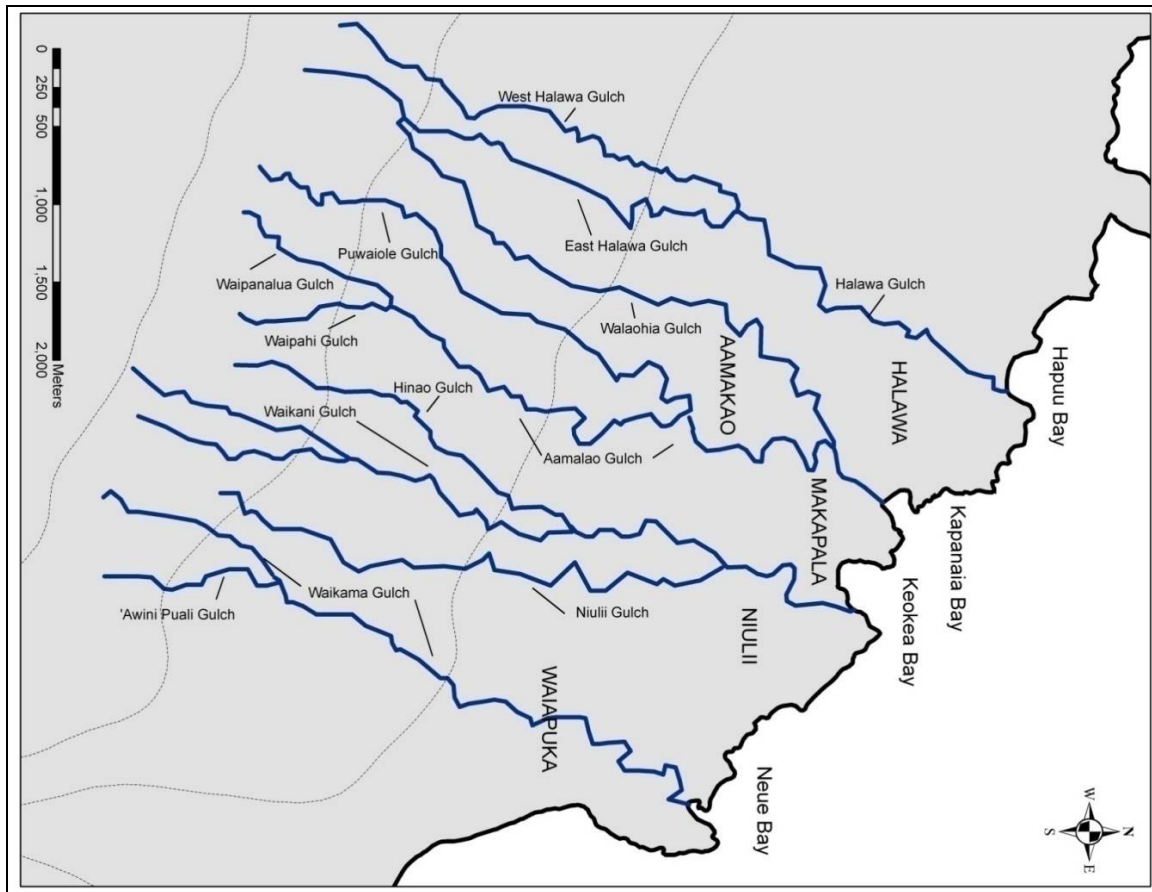 0
250
500
1,000
1,500
2,000
Meters
West Halawa Gulch
East Halawa Gulch
Puwaiole Gulch
Waipanalua Gulch
Halawa Gulch
Walaohia Gulch
Waipahi Gulch
Hinao Gulch
Waikani Gulch
Aamalao Gulch
Waikama Gulch
'Awini Puali Gulch
Niulii Gulch
AAMAKAO
HALAWA
MAKAPALA
NIULII
WAIAPUKA
Hapuu Bay
Kapanaia Bay
Keokea Bay
Neue Bay
W
N
S
E